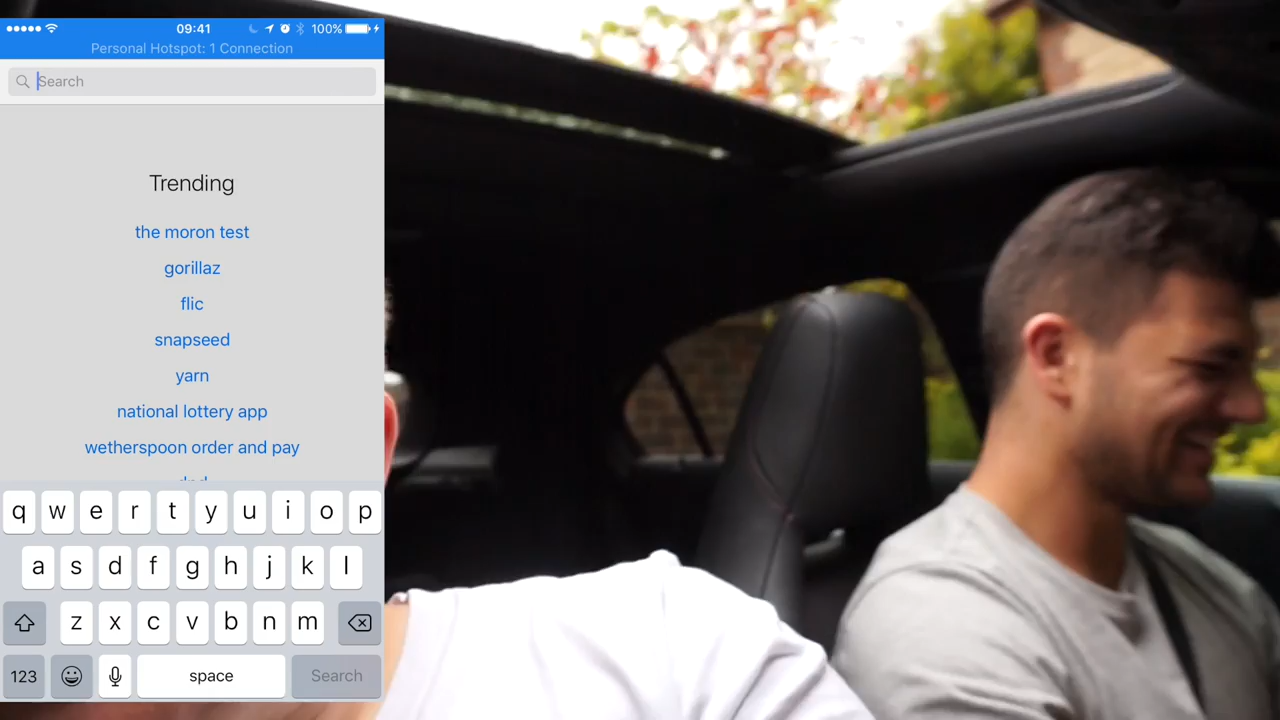 09:41 100%
Personal Hotspot: 1 Connection
Search
Trending
the moron test
gorillaz
flic
snapseed
yarn
national lottery app
wetherspoon order and pay
q w e r t y u i o p
a s d f g h j k l
z x c v b n m
123 space Search